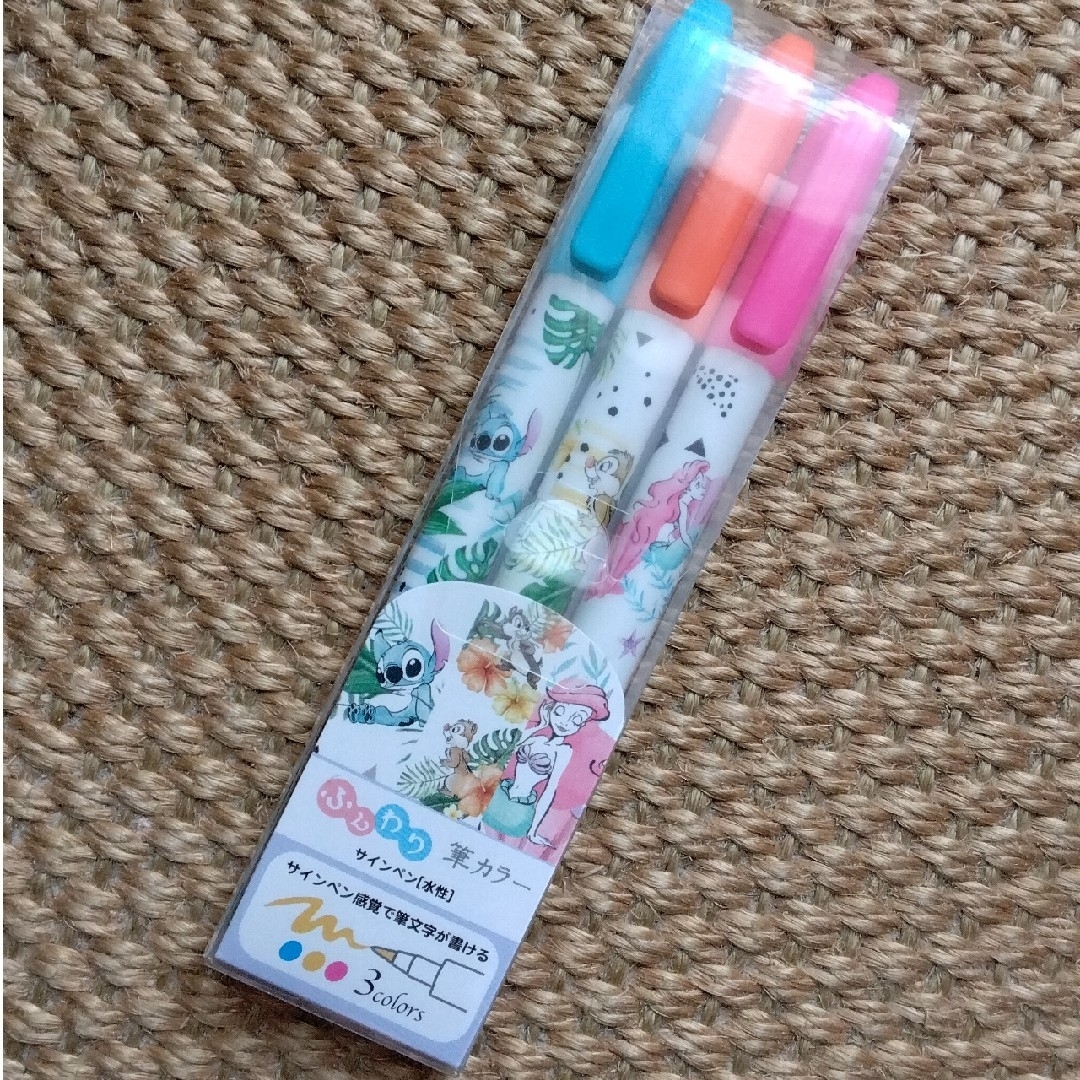 ふんわり 筆カラー
サインペン[水性]
サインペン感覚で筆文字が書ける
3colors